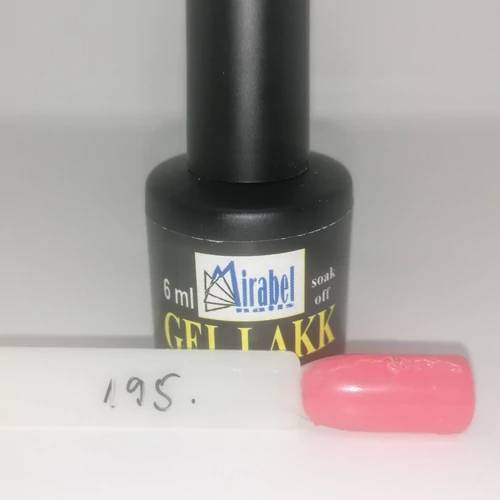 6 ml
Mirabel
nails
soak
off
GEL LAKK
195.